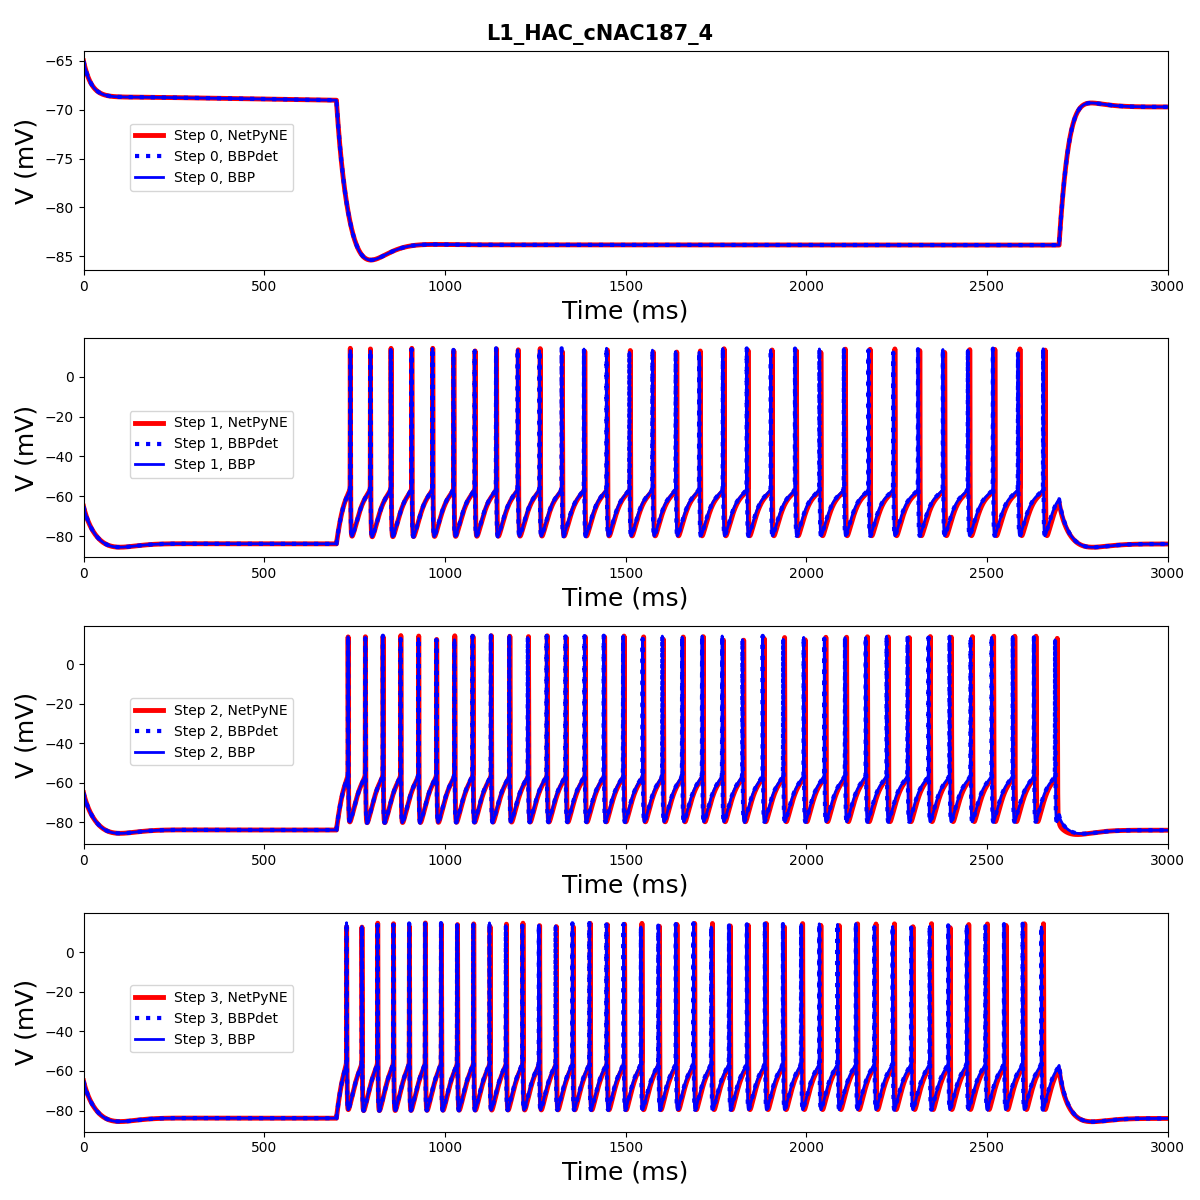 L1_HAC_cNAC187_4
V (mV)
−65
−70
−75
−80
−85
Step 0, NetPyNE
Step 0, BBPdet
Step 0, BBP
0 500 1000 1500 2000 2500 3000
Time (ms)
V (mV)
0
−20
−40
−60
−80
Step 1, NetPyNE
Step 1, BBPdet
Step 1, BBP
0 500 1000 1500 2000 2500 3000
Time (ms)
V (mV)
0
−20
−40
−60
−80
Step 2, NetPyNE
Step 2, BBPdet
Step 2, BBP
0 500 1000 1500 2000 2500 3000
Time (ms)
V (mV)
0
−20
−40
−60
−80
Step 3, NetPyNE
Step 3, BBPdet
Step 3, BBP
0 500 1000 1500 2000 2500 3000
Time (ms)